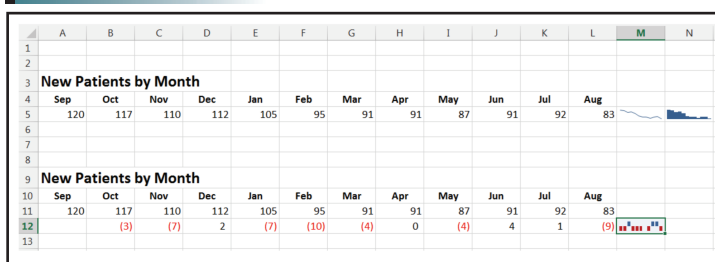 A B C D E F G H I J K L M N
1
2
3 New Patients by Month
4 Sep Oct Nov Dec Jan Feb Mar Apr May Jun Jul Aug
5 120 117 110 112 105 95 91 91 87 91 92 83
6
7
8
9 New Patients by Month
10 Sep Oct Nov Dec Jan Feb Mar Apr May Jun Jul Aug
11 120 117 110 112 105 95 91 91 87 91 92 83
12 (3) (7) 2 (7) (10) (4) 0 (4) 4 1 (9)
13